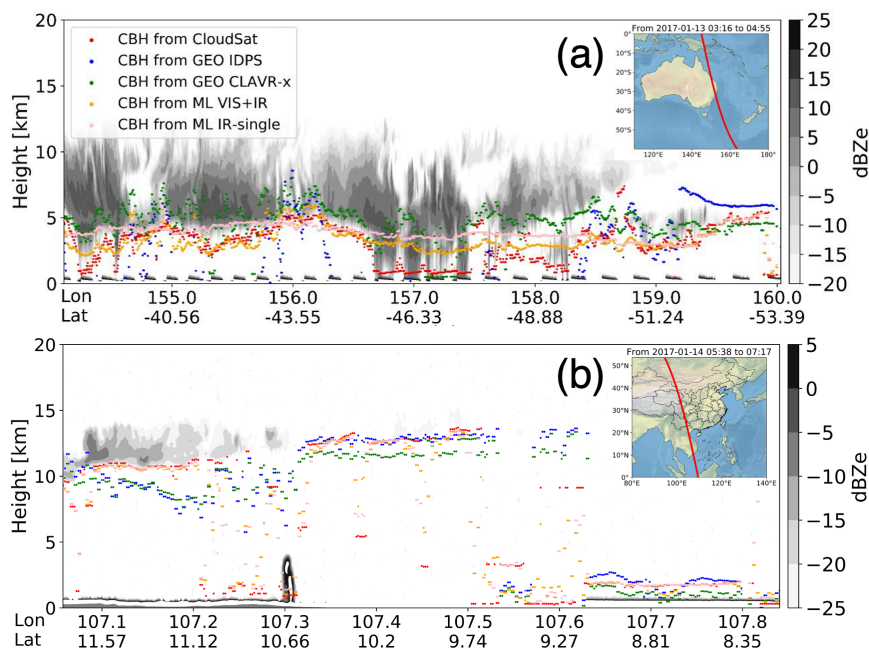 20
15
10
5
0
Height [km]
CBH from CloudSat
CBH from GEO IDPS
CBH from GEO CLAVR-x
CBH from ML VIS+IR
CBH from ML IR-single
(a)
From 2017-01-13 03:16 to 04:55
0°
10°S
20°S
30°S
40°S
50°S
120°E 140°E 160°E 180°
25
20
15
10
5
0
−5
−10
−15
−20
dBZe
Lon 155.0 156.0 157.0 158.0 159.0 160.0
Lat -40.56 -43.55 -46.33 -48.88 -51.24 -53.39
20
15
10
5
0
Height [km]
(b)
From 2017-01-14 05:38 to 07:17
50°N
40°N
30°N
20°N
10°N
0°
80°E 100°E 120°E 140°E
5
0
−5
−10
−15
−20
−25
dBZe
Lon 107.1 107.2 107.3 107.4 107.5 107.6 107.7 107.8
Lat 11.57 11.12 10.66 10.2 9.74 9.27 8.81 8.35